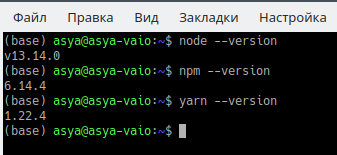 Файл Правка Вид Закладки Настройка
(base) asya@asya-vaio:~$ node --version
v13.14.0
(base) asya@asya-vaio:~$ npm --version
6.14.4
(base) asya@asya-vaio:~$ yarn --version
1.22.4
(base) asya@asya-vaio:~$